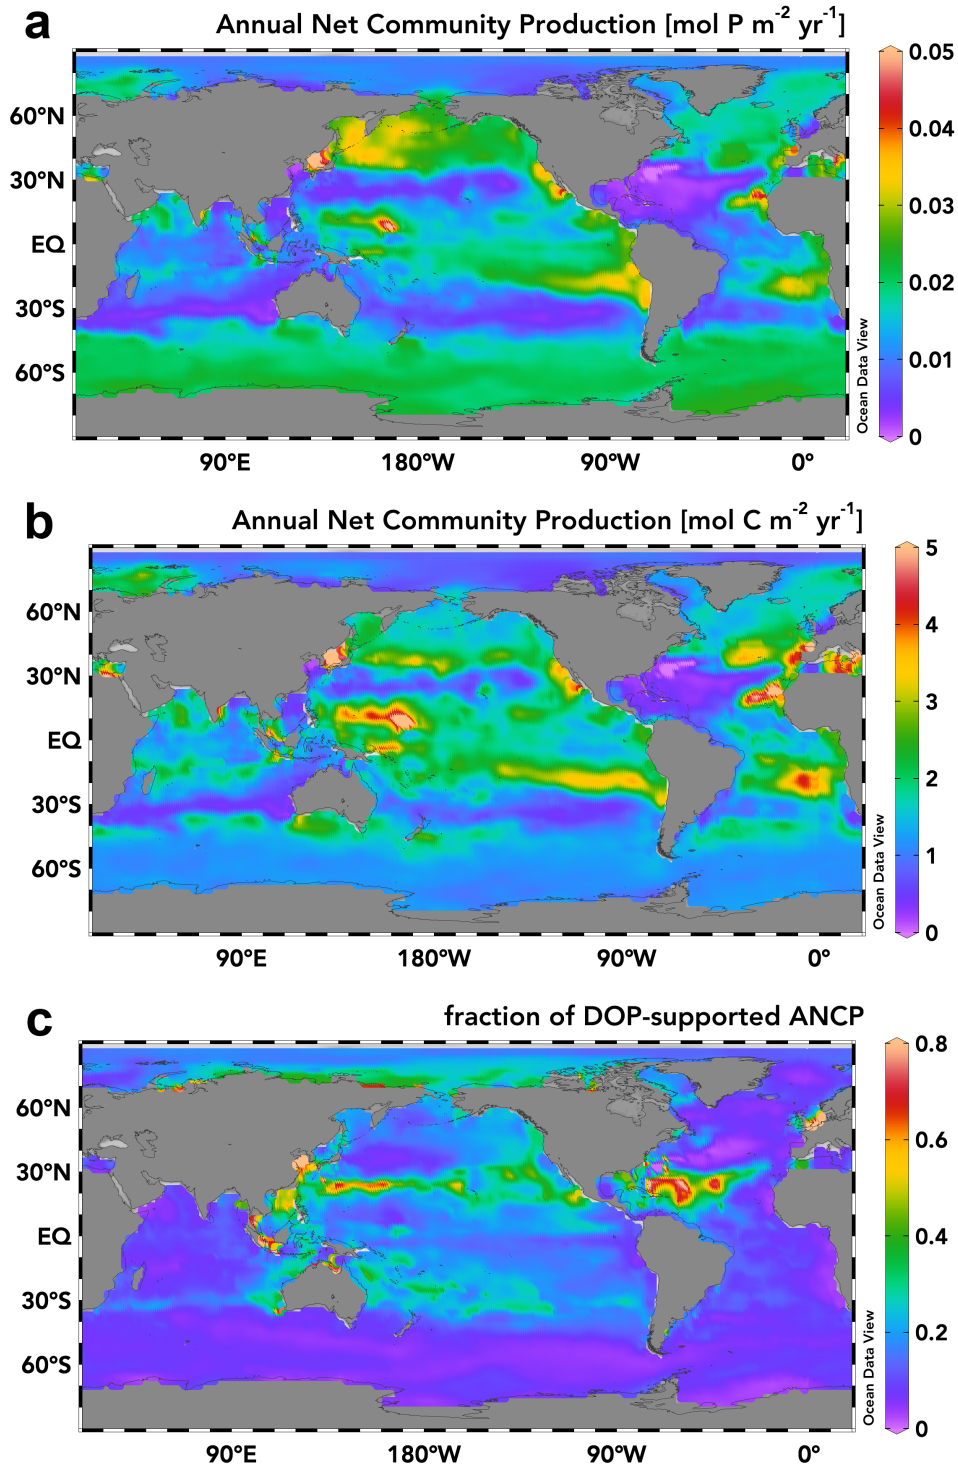 a
Annual Net Community Production [mol P m-2 yr-1]
0.05
60°N
0.04
30°N
0.03
EQ
0.02
30°S
0.01
60°S
Ocean Data View
0
90°E 180°W 90°W 0°
b
Annual Net Community Production [mol C m-2 yr-1]
5
60°N
4
30°N
3
EQ
2
30°S
1
60°S
Ocean Data View
0
90°E 180°W 90°W 0°
c
fraction of DOP-supported ANCP
0.8
60°N
0.6
30°N
EQ
0.4
30°S
0.2
60°S
Ocean Data View
0
90°E 180°W 90°W 0°